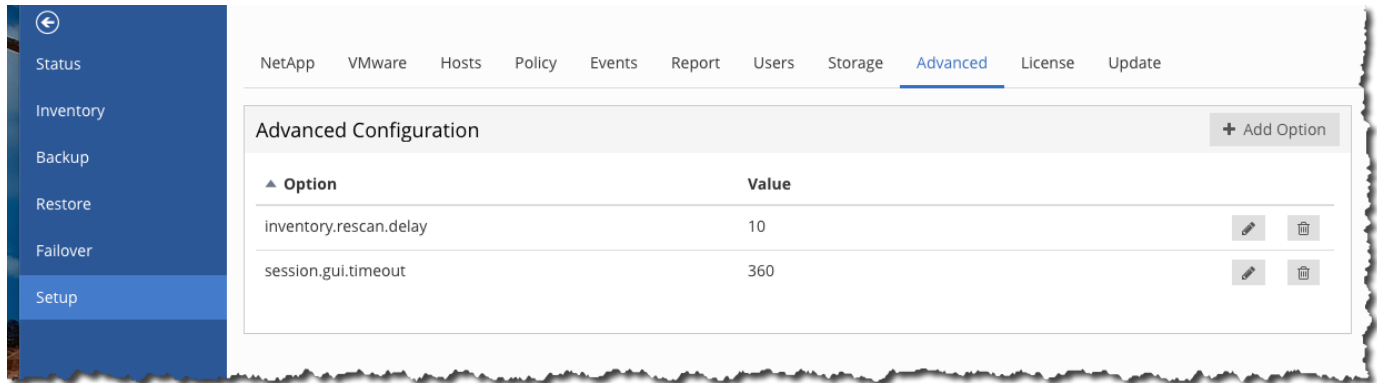 Status
Inventory
Backup
Restore
Failover
Setup
NetApp VMware Hosts Policy Events Report Users Storage Advanced License Update
Advanced Configuration
+ Add Option
▲ Option Value
inventory.rescan.delay 10
session.gui.timeout 360